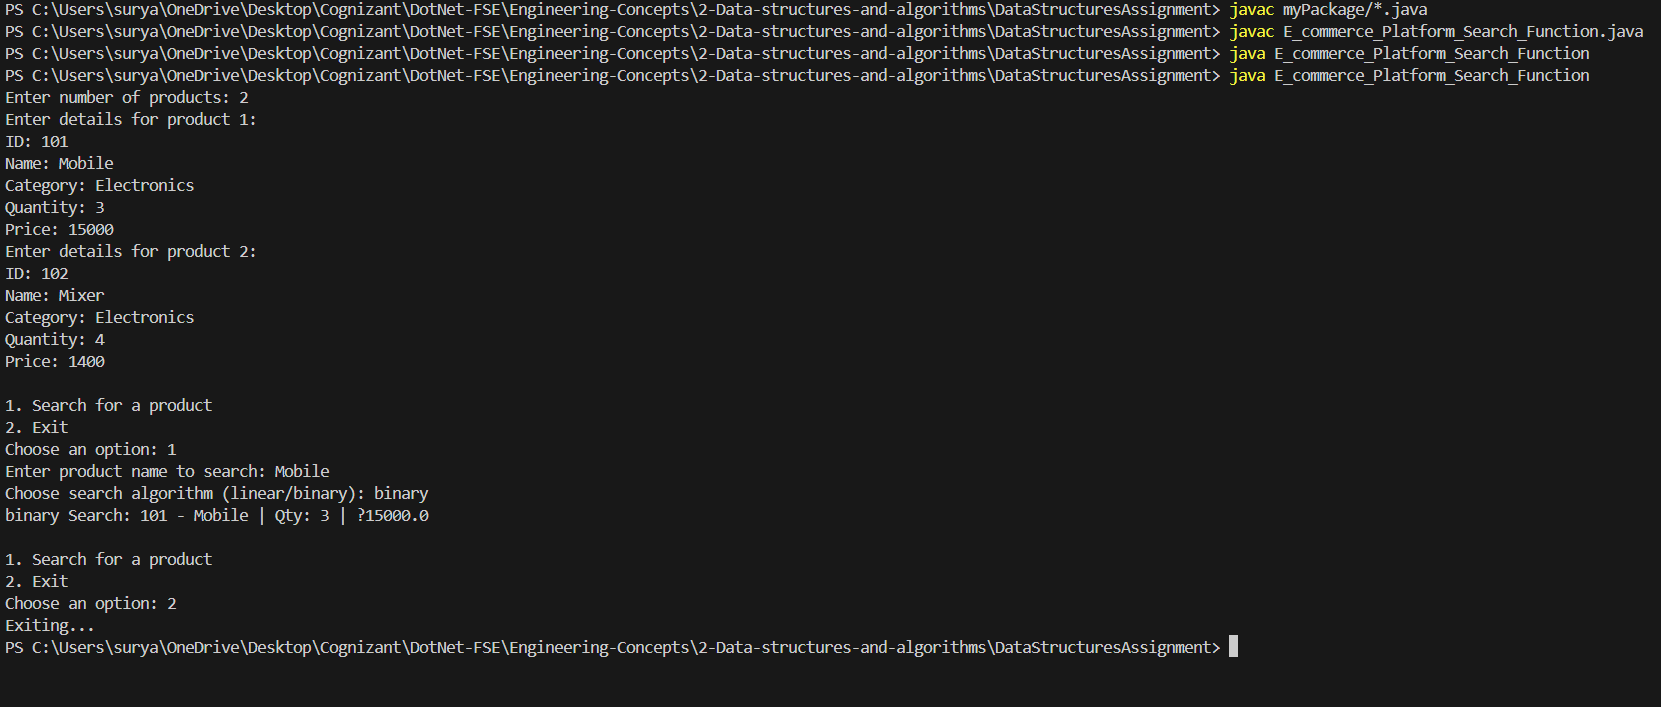 PS C:\Users\surya\OneDrive\Desktop\Cognizant\DotNet-FSE\Engineering-Concepts\2-Data-structures-and-algorithms\DataStructuresAssignment> javac myPackage/*.java
PS C:\Users\surya\OneDrive\Desktop\Cognizant\DotNet-FSE\Engineering-Concepts\2-Data-structures-and-algorithms\DataStructuresAssignment> javac E_commerce_Platform_Search_Function.java
PS C:\Users\surya\OneDrive\Desktop\Cognizant\DotNet-FSE\Engineering-Concepts\2-Data-structures-and-algorithms\DataStructuresAssignment> java E_commerce_Platform_Search_Function
PS C:\Users\surya\OneDrive\Desktop\Cognizant\DotNet-FSE\Engineering-Concepts\2-Data-structures-and-algorithms\DataStructuresAssignment> java E_commerce_Platform_Search_Function
Enter number of products: 2
Enter details for product 1:
ID: 101
Name: Mobile
Category: Electronics
Quantity: 3
Price: 15000
Enter details for product 2:
ID: 102
Name: Mixer
Category: Electronics
Quantity: 4
Price: 1400
1. Search for a product
2. Exit
Choose an option: 1
Enter product name to search: Mobile
Choose search algorithm (linear/binary): binary
binary Search: 101 - Mobile | Qty: 3 | ?15000.0
1. Search for a product
2. Exit
Choose an option: 2
Exiting...
PS C:\Users\surya\OneDrive\Desktop\Cognizant\DotNet-FSE\Engineering-Concepts\2-Data-structures-and-algorithms\DataStructuresAssignment>